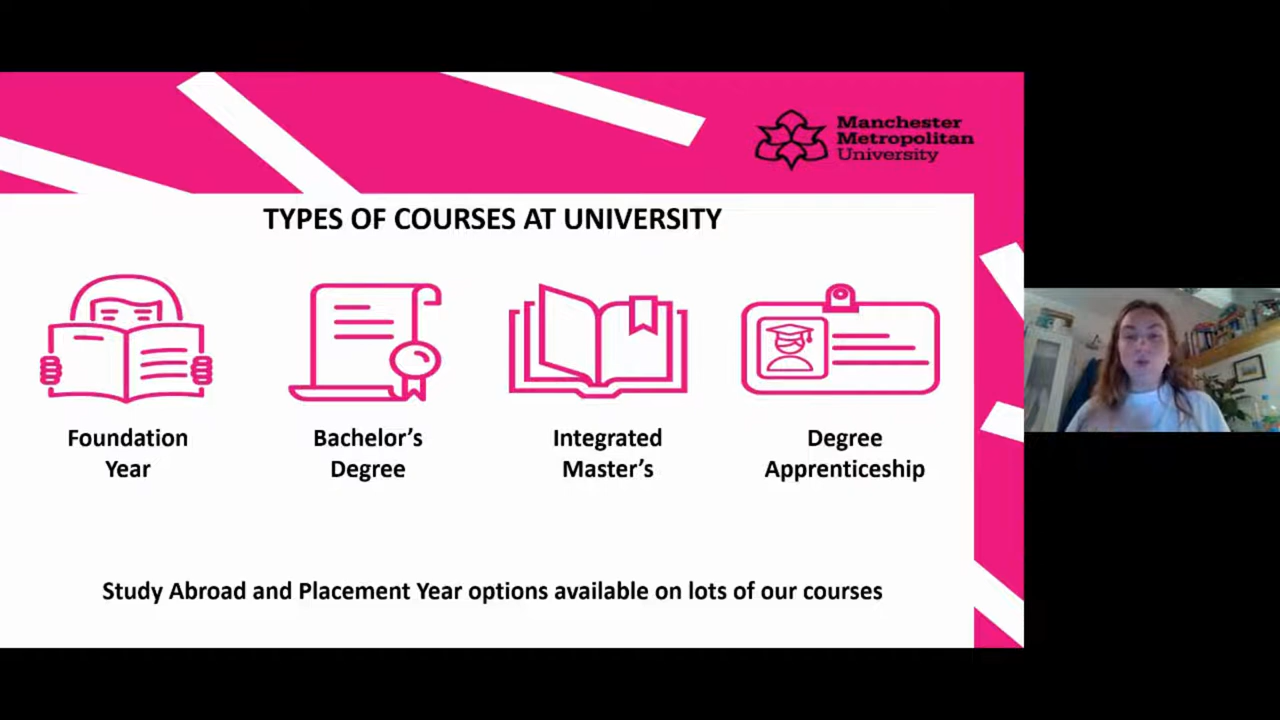 Manchester
Metropolitan
University
TYPES OF COURSES AT UNIVERSITY
Foundation
Year
Bachelor’s
Degree
Integrated
Master’s
Degree
Apprenticeship
Study Abroad and Placement Year options available on lots of our courses